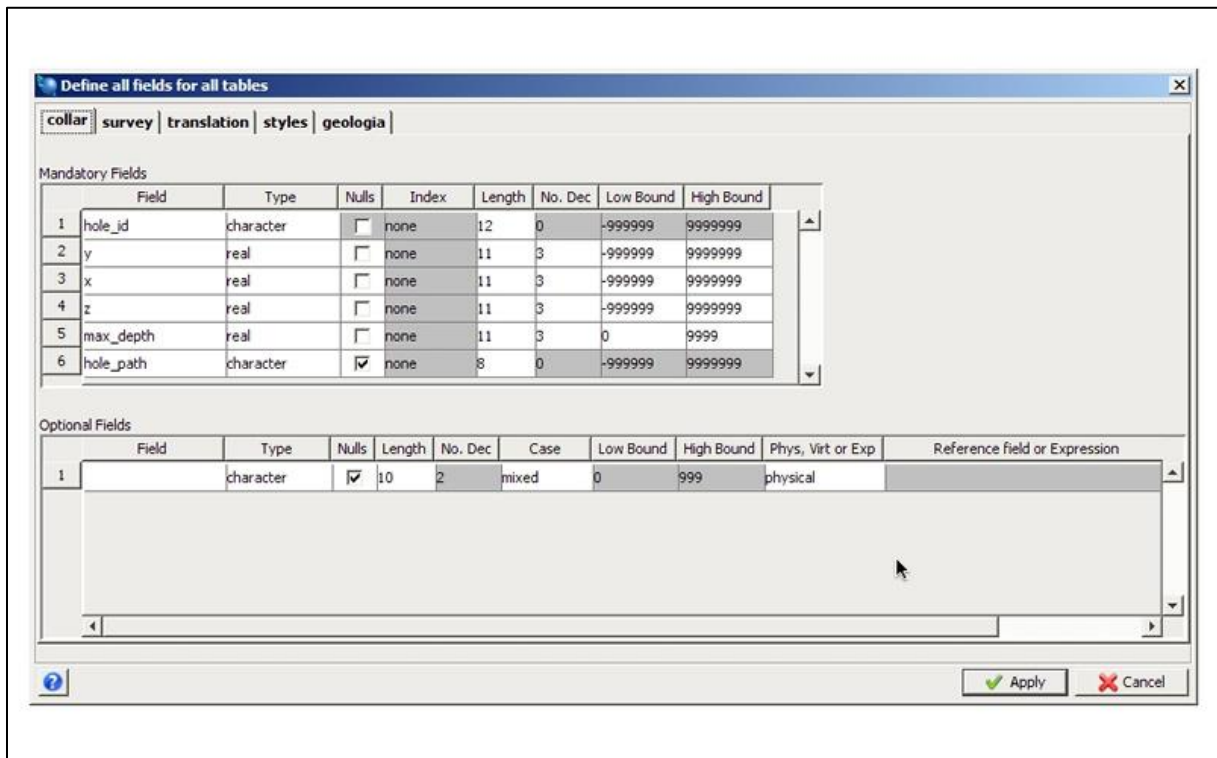 Define all fields for all tables
collar survey translation styles geologia
Mandatory Fields
Field Type Nulls Index Length No. Dec Low Bound High Bound
1 hole_id character none 12 0 -999999 9999999
2 y real none 11 3 -999999 9999999
3 x real none 11 3 -999999 9999999
4 z real none 11 3 -999999 9999999
5 max_depth real none 11 3 0 9999
6 hole_path character none 8 0 -999999 9999999
Optional Fields
Field Type Nulls Length No. Dec Case Low Bound High Bound Phys, Virt or Exp Reference field or Expression
1 character 10 2 mixed 0 999 physical
? Apply Cancel